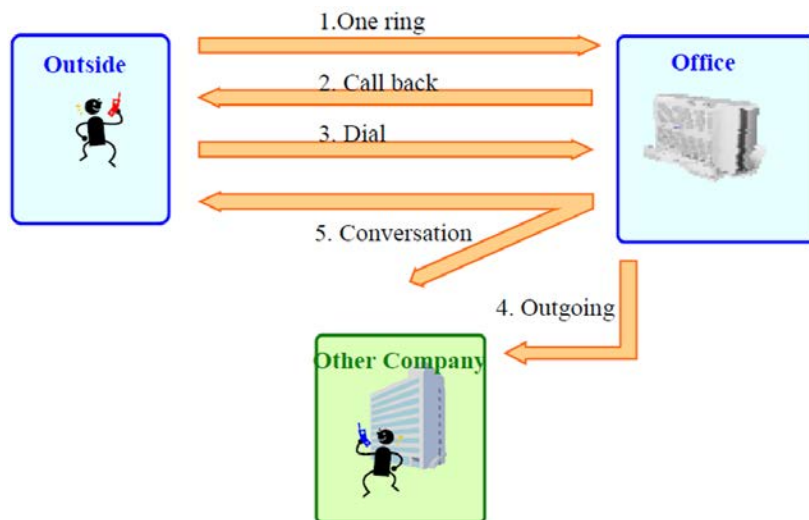 1.One ring
Outside
Office
2. Call back
3. Dial
5. Conversation
4. Outgoing
Other Company